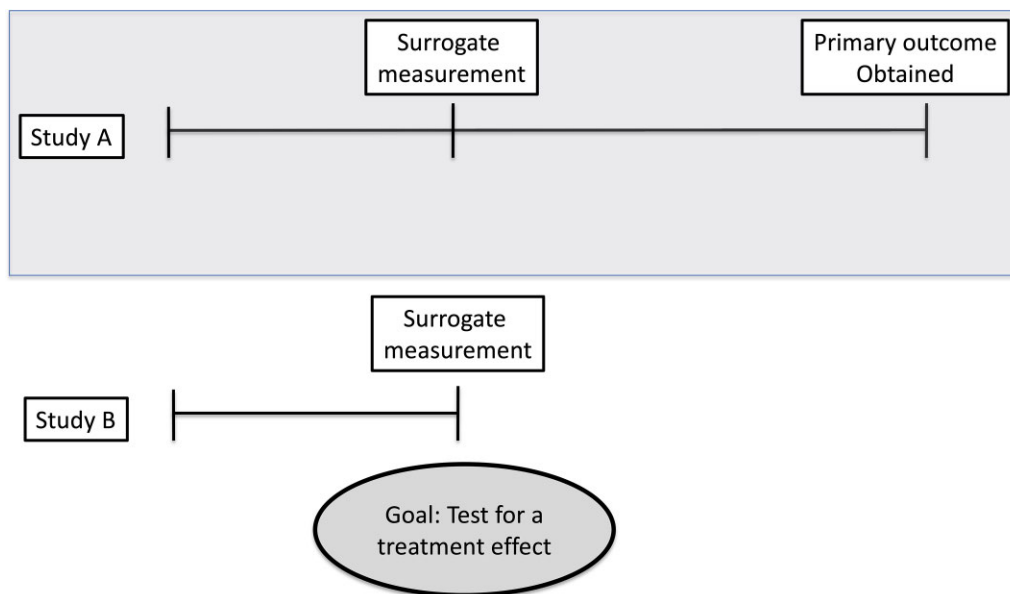 Surrogate
measurement
Primary outcome
Obtained
Study A
Surrogate
measurement
Study B
Goal: Test for a
treatment effect